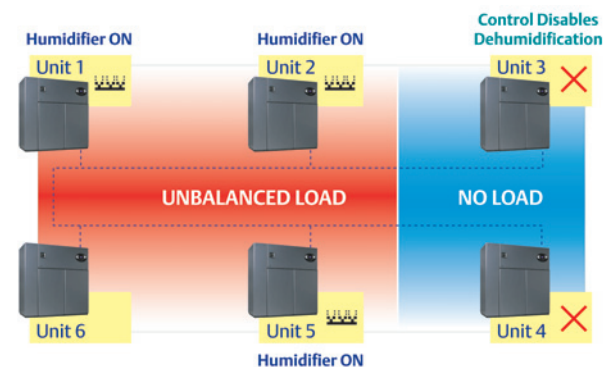 Control Disables
Dehumidification
Humidifier ON
Humidifier ON
Unit 1
Unit 2
Unit 3
UNBALANCED LOAD
NO LOAD
Unit 6
Unit 5
Unit 4
Humidifier ON